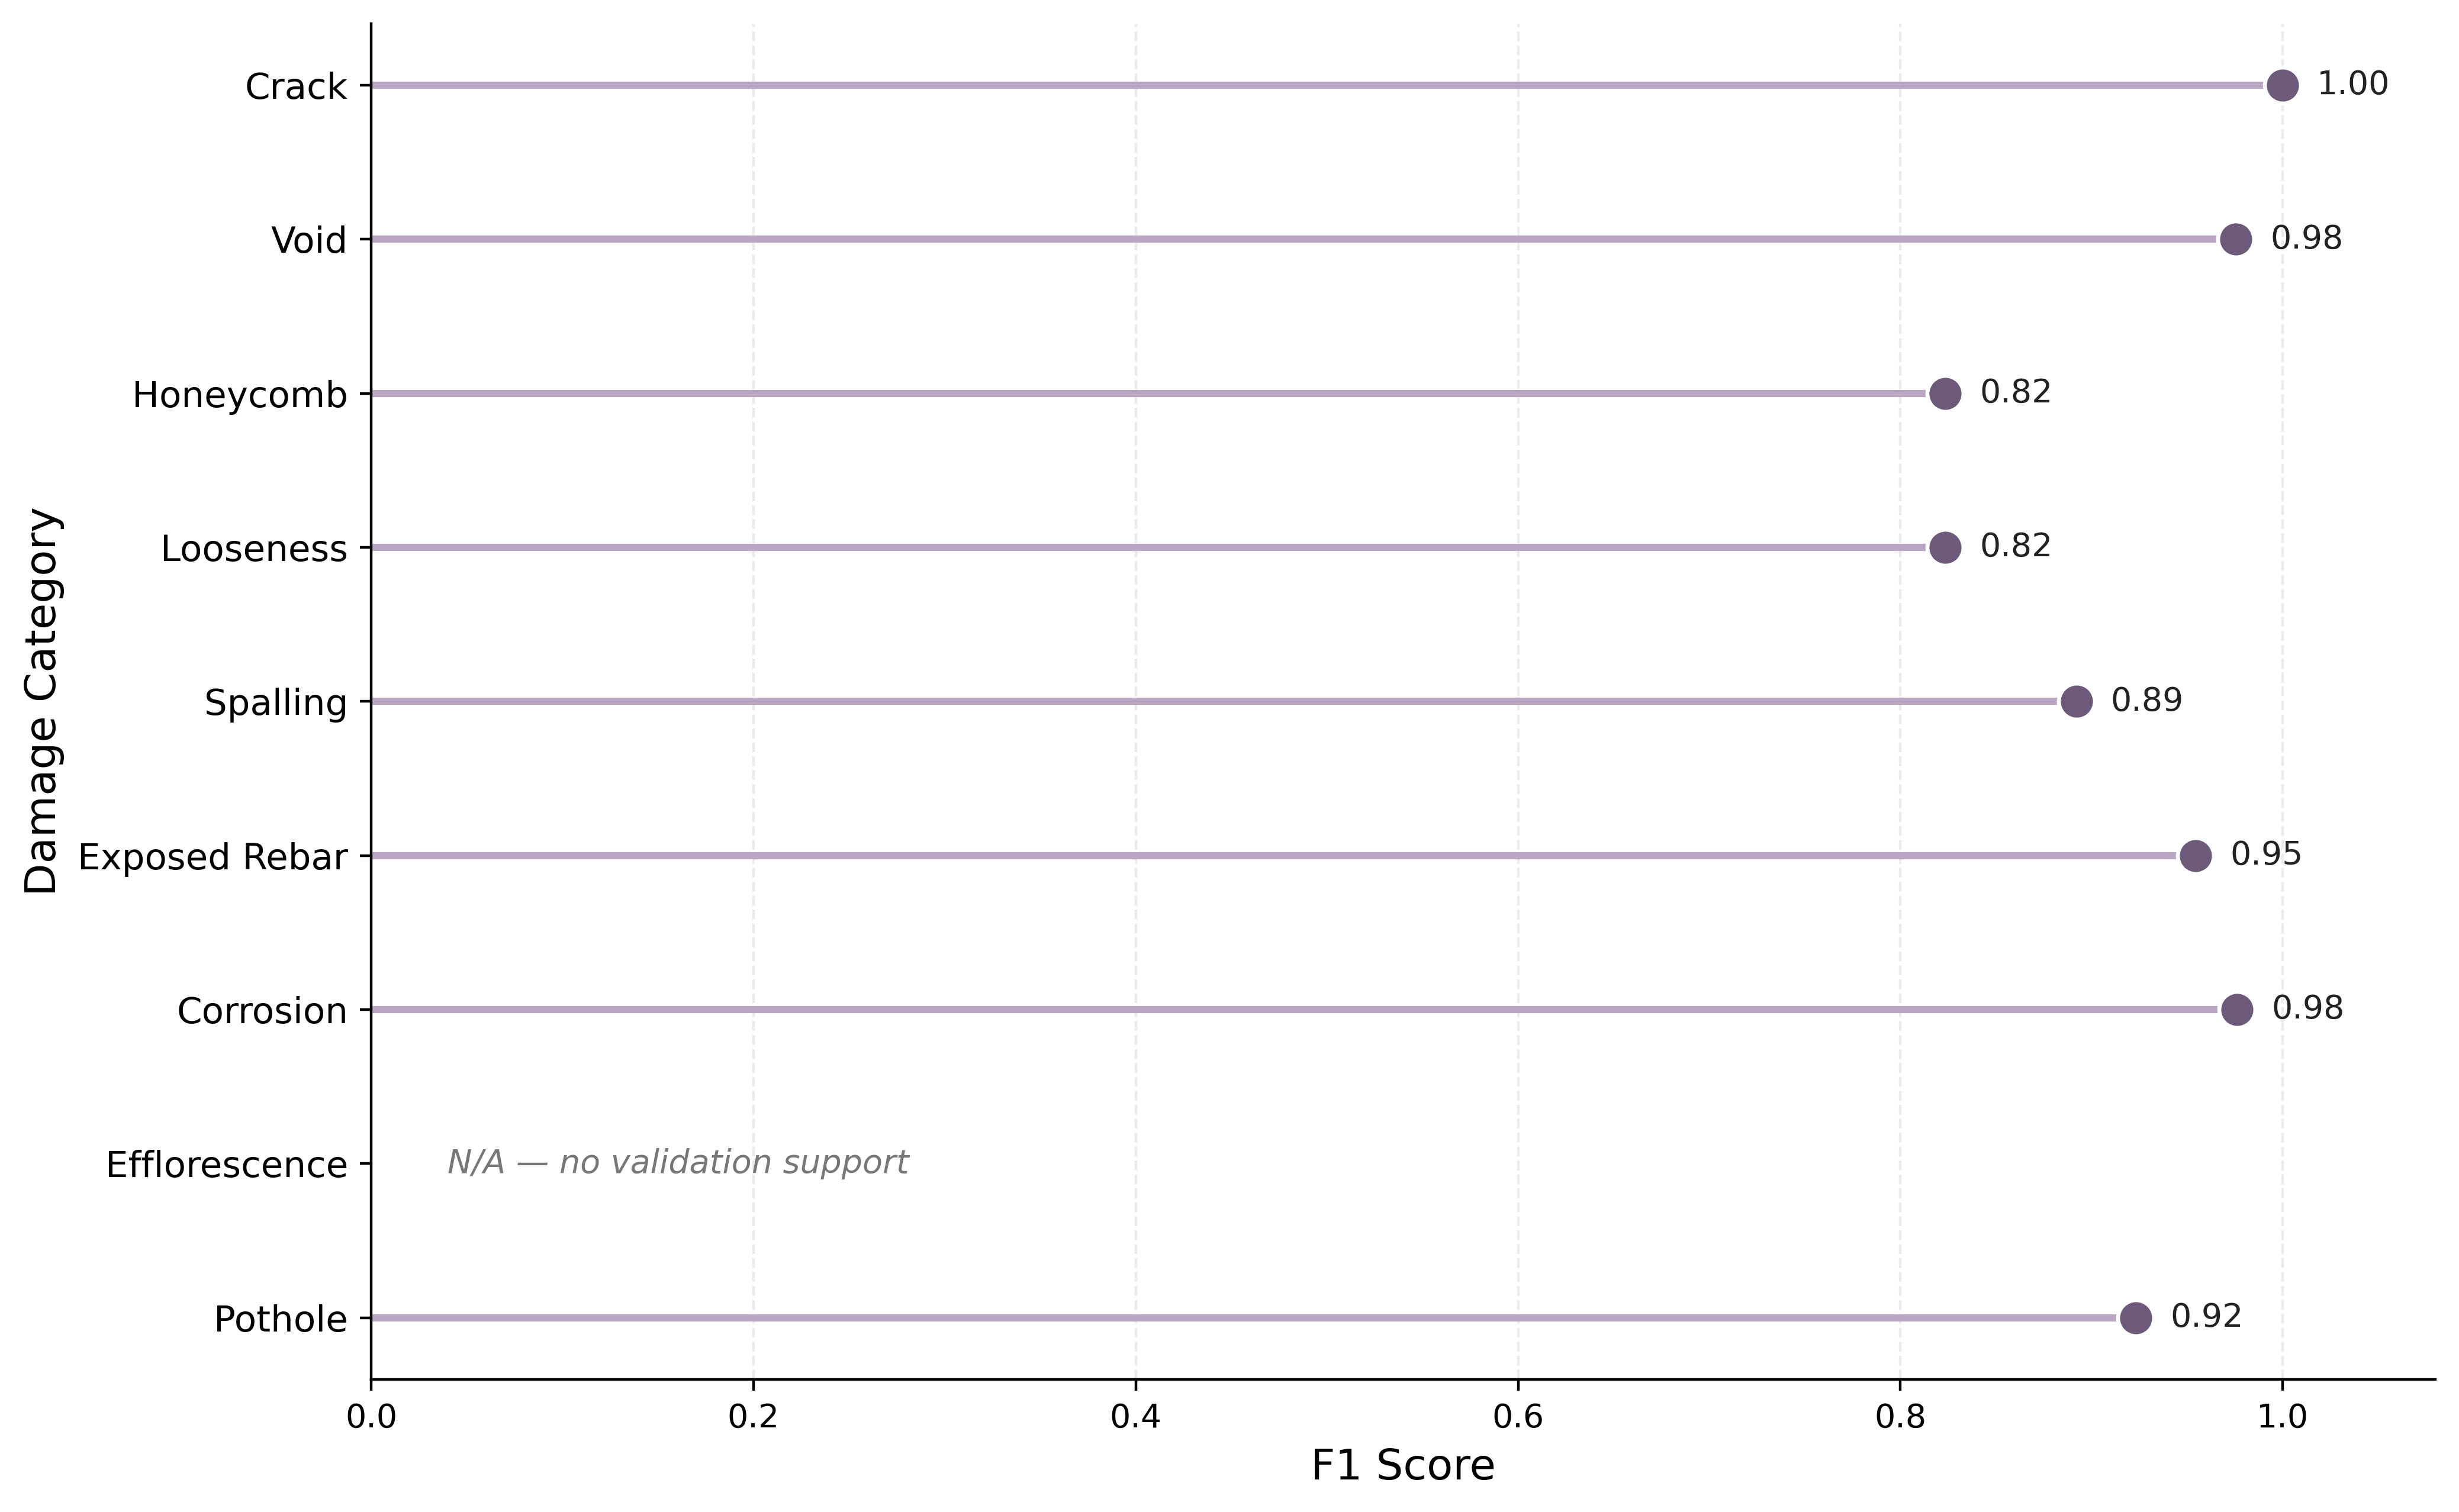 Damage Category
Crack 1.00
Void 0.98
Honeycomb 0.82
Looseness 0.82
Spalling 0.89
Exposed Rebar 0.95
Corrosion 0.98
Efflorescence N/A — no validation support
Pothole 0.92
0.0 0.2 0.4 0.6 0.8 1.0
F1 Score